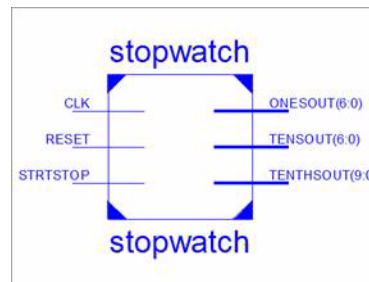 stopwatch
CLK ONESOUT(6:0)
RESET TENSOUT(6:0)
STRTSTOP TENTHSOUT(9:0
stopwatch